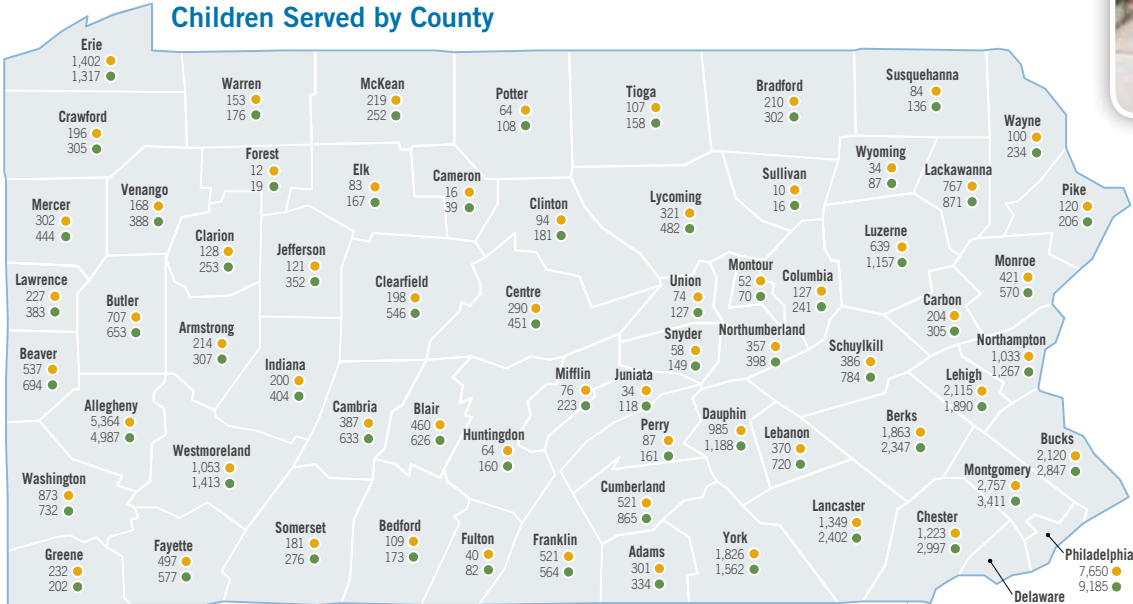 Children Served by County
Erie
1,402
1,317
Warren
153
176
McKean
219
252
Potter
64
108
Tioga
107
158
Bradford
210
302
Susquehanna
84
136
Wayne
100
234
Crawford
196
305
Forest
12
19
Elk
83
167
Cameron
16
39
Sullivan
10
16
Wyoming
34
87
Lackawanna
767
871
Pike
120
206
Mercer
302
444
Venango
168
388
Clarion
128
253
Jefferson
121
352
Clinton
94
181
Lycoming
321
482
Luzerne
639
1,157
Monroe
421
570
Lawrence
227
383
Butler
707
653
Armstrong
214
307
Clearfield
198
546
Centre
290
451
Union
74
127
Montour
52
70
Columbia
127
241
Carbon
204
305
Northampton
1,033
1,267
Beaver
537
694
Indiana
200
404
Snyder
58
149
Northumberland
357
398
Schuylkill
386
784
Lehigh
2,115
1,890
Allegheny
5,364
4,987
Cambria
387
633
Blair
460
626
Huntingdon
64
160
Mifflin
76
223
Juniata
34
118
Perry
87
161
Dauphin
985
1,188
Lebanon
370
720
Berks
1,863
2,347
Bucks
2,120
2,847
Westmoreland
1,053
1,413
Montgomery
2,757
3,411
Washington
873
732
Cumberland
521
865
Lancaster
1,349
2,402
Chester
1,223
2,997
Greene
232
202
Fayette
497
577
Somerset
181
276
Bedford
109
173
Fulton
40
82
Franklin
521
564
Adams
301
334
York
1,826
1,562
Philadelphia
7,650
9,185
Delaware